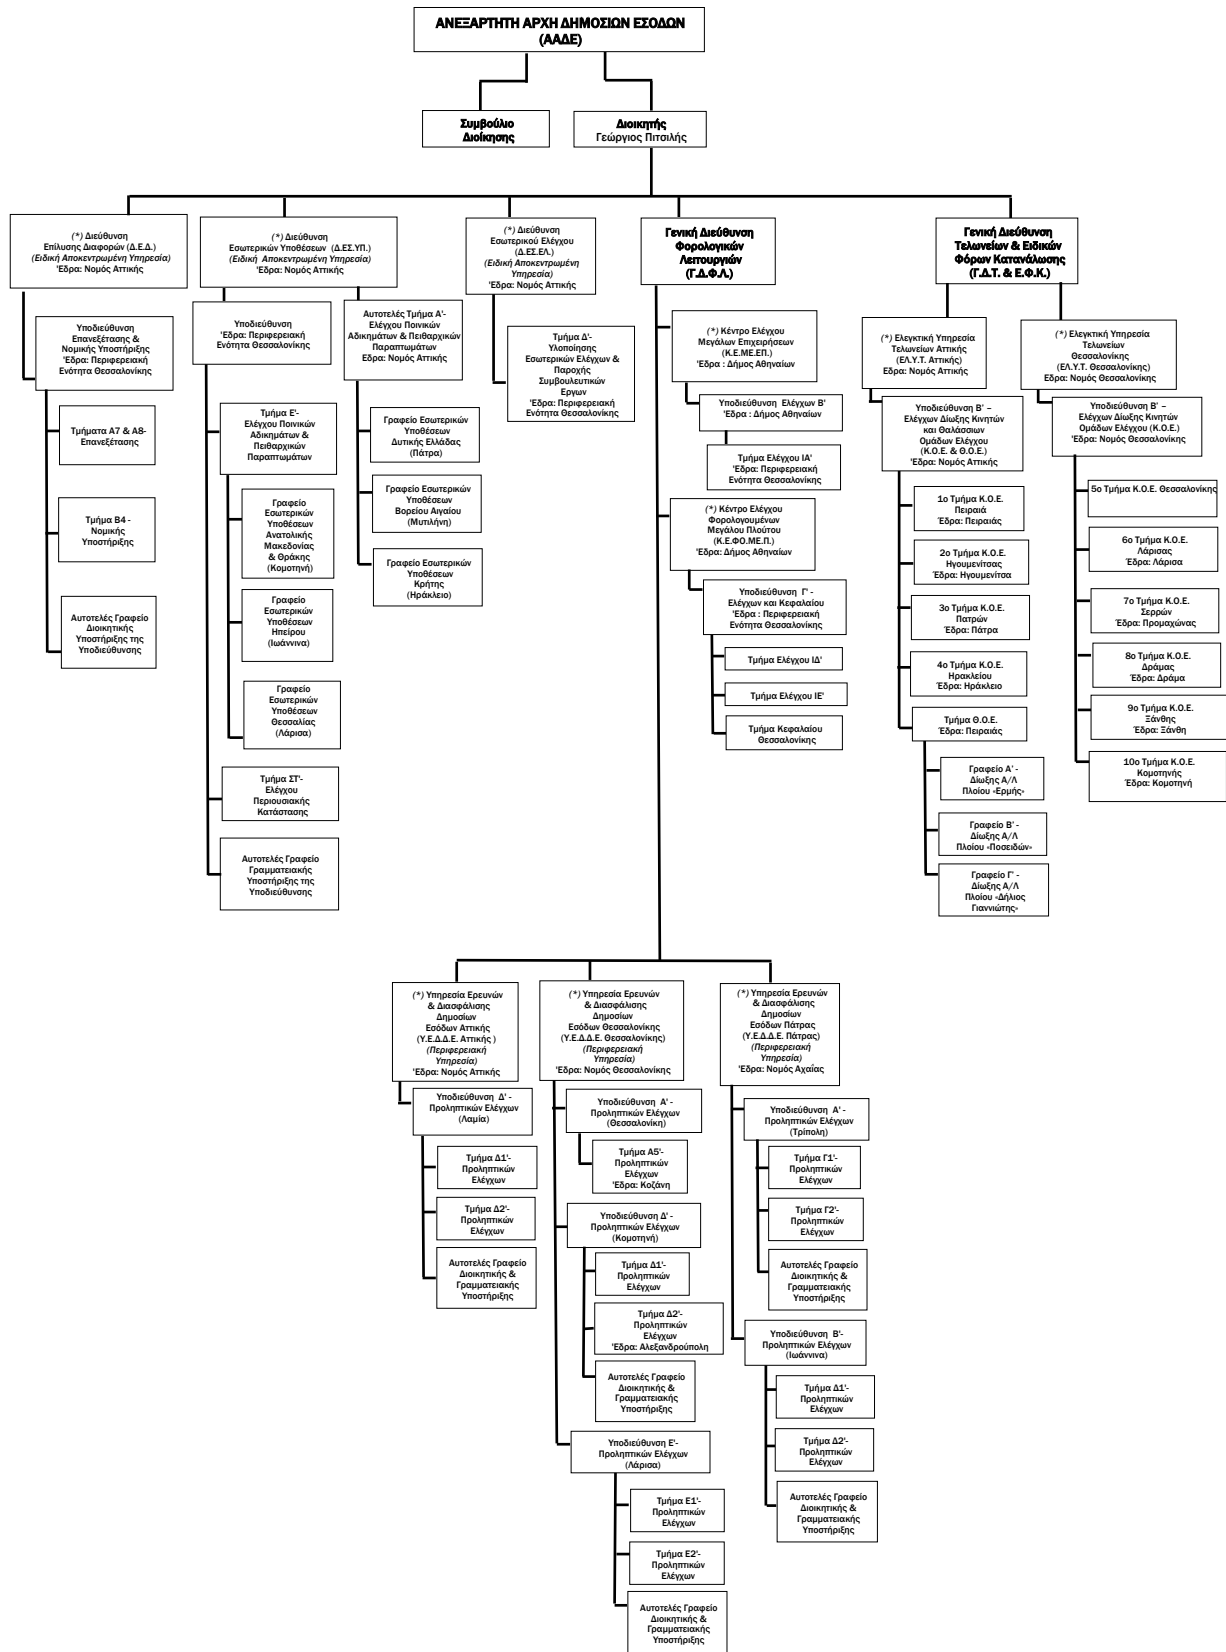 ΑΝΕΞΑΡΤΗΤΗ ΑΡΧΗ ΔΗΜΟΣΙΩΝ ΕΣΟΔΩΝ
(ΑΑΔΕ)
Συμβούλιο
Διοίκησης
Διοικητής
Γεώργιος Πιτσιλής
(*) Διεύθυνση
Επίλυσης Διαφορών (Δ.Ε.Δ.)
(Ειδική Αποκεντρωμένη Υπηρεσία)
Έδρα: Νομός Αττικής
Υποδιεύθυνση
Επανεξέτασης &
Νομικής Υποστήριξης
Έδρα: Περιφερειακή
Ενότητα Θεσσαλονίκης
Τμήματα Α7 & Α8-
Επανεξέτασης
Τμήμα Β4 -
Νομικής
Υποστήριξης
Αυτοτελές Γραφείο
Διοικητικής
Υποστήριξης της
Υποδιεύθυνσης
(*) Διεύθυνση
Εσωτερικών Υποθέσεων (Δ.ΕΣ.ΥΠ.)
(Ειδική Αποκεντρωμένη Υπηρεσία)
Έδρα: Νομός Αττικής
Υποδιεύθυνση
Έδρα: Περιφερειακή
Ενότητα Θεσσαλονίκης
Τμήμα Ε'-
Ελέγχου Ποινικών
Αδικημάτων &
Πειθαρχικών
Παραπτωμάτων
Γραφείο
Εσωτερικών
Υποθέσεων
Ανατολικής
Μακεδονίας
& Θράκης
(Κομοτηνή)
Γραφείο
Εσωτερικών
Υποθέσεων
Ηπείρου
(Ιωάννινα)
Γραφείο
Εσωτερικών
Υποθέσεων
Θεσσαλίας
(Λάρισα)
Τμήμα ΣΤ'-
Ελέγχου
Περιουσιακής
Κατάστασης
Αυτοτελές Γραφείο
Γραμματειακής
Υποστήριξης της
Υποδιεύθυνσης
Αυτοτελές Τμήμα Α'-
Ελέγχου Ποινικών
Αδικημάτων & Πειθαρχικών
Παραπτωμάτων
Εδρα: Νομός Αττικής
Γραφείο Εσωτερικών
Υποθέσεων
Δυτικής Ελλάδας
(Πάτρα)
Γραφείο Εσωτερικών
Υποθέσεων
Βορείου Αιγαίου
(Μυτιλήνη)
Γραφείο Εσωτερικών
Υποθέσεων
Κρήτης
(Ηράκλειο)
(*) Διεύθυνση
Εσωτερικού Ελέγχου
(Δ.ΕΣ.ΕΛ.)
(Ειδική Αποκεντρωμένη
Υπηρεσία)
Έδρα: Νομός Αττικής
Τμήμα Δ'-
Υλοποίησης
Εσωτερικών Ελέγχων &
Παροχής
Συμβουλευτικών
Εργων
Έδρα: Περιφερειακή
Ενότητα Θεσσαλονίκης
Γενική Διεύθυνση
Φορολογικών
Λειτουργιών
(Γ.Δ.Φ.Λ.)
(*) Κέντρο Ελέγχου
Μεγάλων Επιχειρήσεων
(Κ.Ε.ΜΕ.ΕΠ.)
Έδρα : Δήμος Αθηναίων
Υποδιεύθυνση Ελέγχων Β'
Έδρα : Δήμος Αθηναίων
Τμήμα Ελέγχου ΙΑ'
Έδρα: Περιφερειακή
Ενότητα Θεσσαλονίκης
(*) Κέντρο Ελέγχου
Φορολογουμένων
Μεγάλου Πλούτου
(Κ.Ε.ΦΟ.ΜΕ.Π.)
Έδρα: Δήμος Αθηναίων
Υποδιεύθυνση Γ' -
Ελέγχων και Κεφαλαίου
Έδρα : Περιφερειακή
Ενότητα Θεσσαλονίκης
Τμήμα Ελέγχου ΙΔ'
Τμήμα Ελέγχου ΙΕ'
Τμήμα Κεφαλαίου
Θεσσαλονίκης
Γενική Διεύθυνση
Τελωνείων & Ειδικών
Φόρων Κατανάλωσης
(Γ.Δ.Τ. & Ε.Φ.Κ.)
(*) Ελεγκτική Υπηρεσία
Τελωνείων Αττικής
(ΕΛ.Υ.Τ. Αττικής)
Εδρα: Νομός Αττικής
Υποδιεύθυνση Β' –
Ελέγχων Δίωξης Κινητών
και Θαλάσσιων
Ομάδων Ελέγχου
(Κ.Ο.Ε. & Θ.Ο.Ε.)
Έδρα: Νομός Αττικής
1ο Τμήμα Κ.Ο.Ε.
Πειραιά
Έδρα: Πειραιάς
2ο Τμήμα Κ.Ο.Ε.
Ηγουμενίτσας
Έδρα: Ηγουμενίτσα
3ο Τμήμα Κ.Ο.Ε.
Πατρών
Έδρα: Πάτρα
4ο Τμήμα Κ.Ο.Ε.
Ηρακλείου
Έδρα: Ηράκλειο
Τμήμα Θ.Ο.Ε.
Έδρα: Πειραιάς
Γραφείο Α' -
Δίωξης Λ/Λ
Πλοίου «Ερμής»
Γραφείο Β' -
Δίωξης Λ/Λ
Πλοίου «Ποσειδών»
Γραφείο Γ' -
Δίωξης Λ/Λ
Πλοίου «Δήλιος
Γιαννιώτης»
(*) Ελεγκτική Υπηρεσία
Τελωνείων
Θεσσαλονίκης
(ΕΛ.Υ.Τ. Θεσσαλονίκης)
Εδρα: Νομός Θεσσαλονίκης
Υποδιεύθυνση Β' –
Ελέγχων Δίωξης Κινητών
Ομάδων Ελέγχου (Κ.Ο.Ε.)
Έδρα: Νομός Θεσσαλονίκης
5ο Τμήμα Κ.Ο.Ε. Θεσσαλονίκης
6ο Τμήμα Κ.Ο.Ε.
Λάρισας
Έδρα: Λάρισα
7ο Τμήμα Κ.Ο.Ε.
Σερρών
Έδρα: Προμαχώνας
8ο Τμήμα Κ.Ο.Ε.
Δράμας
Έδρα: Δράμα
9ο Τμήμα Κ.Ο.Ε.
Ξάνθης
Έδρα: Ξάνθη
10ο Τμήμα Κ.Ο.Ε.
Κομοτηνής
Έδρα: Κομοτηνή
(*) Υπηρεσία Ερευνών
& Διασφάλισης
Δημοσίων
Εσόδων Αττικής
(Υ.Ε.Δ.Δ.Ε. Αττικής )
(Περιφερειακή
Υπηρεσία)
Έδρα: Νομός Αττικής
Υποδιεύθυνση Δ' -
Προληπτικών Ελέγχων
(Λαμία)
Τμήμα Δ1'-
Προληπτικών
Ελέγχων
Τμήμα Δ2'-
Προληπτικών
Ελέγχων
Αυτοτελές Γραφείο
Διοικητικής &
Γραμματειακής
Υποστήριξης
(*) Υπηρεσία Ερευνών
& Διασφάλισης
Δημοσίων
Εσόδων Θεσσαλονίκης
(Υ.Ε.Δ.Δ.Ε. Θεσσαλονίκης)
(Περιφερειακή
Υπηρεσία)
Έδρα: Νομός Θεσσαλονίκης
Υποδιεύθυνση Α' -
Προληπτικών Ελέγχων
(Θεσσαλονίκη)
Τμήμα Α5'-
Προληπτικών
Ελέγχων
Έδρα: Κοζάνη
Υποδιεύθυνση Δ' -
Προληπτικών Ελέγχων
(Κομοτηνή)
Τμήμα Δ1'-
Προληπτικών
Ελέγχων
Τμήμα Δ2'-
Προληπτικών
Ελέγχων
Έδρα: Αλεξανδρούπολη
Αυτοτελές Γραφείο
Διοικητικής &
Γραμματειακής
Υποστήριξης
Υποδιεύθυνση Ε'-
Προληπτικών Ελέγχων
(Λάρισα)
Τμήμα Ε1'-
Προληπτικών
Ελέγχων
Τμήμα Ε2'-
Προληπτικών
Ελέγχων
Αυτοτελές Γραφείο
Διοικητικής &
Γραμματειακής
Υποστήριξης
(*) Υπηρεσία Ερευνών
& Διασφάλισης
Δημοσίων
Εσόδων Πάτρας
(Υ.Ε.Δ.Δ.Ε. Πάτρας)
(Περιφερειακή
Υπηρεσία)
Έδρα: Νομός Αχαΐας
Υποδιεύθυνση Α' -
Προληπτικών Ελέγχων
(Τρίπολη)
Τμήμα Γ1'-
Προληπτικών
Ελέγχων
Τμήμα Γ2'-
Προληπτικών
Ελέγχων
Αυτοτελές Γραφείο
Διοικητικής &
Γραμματειακής
Υποστήριξης
Υποδιεύθυνση Β'-
Προληπτικών Ελέγχων
(Ιωάννινα)
Τμήμα Δ1'-
Προληπτικών
Ελέγχων
Τμήμα Δ2'-
Προληπτικών
Ελέγχων
Αυτοτελές Γραφείο
Διοικητικής &
Γραμματειακής
Υποστήριξης